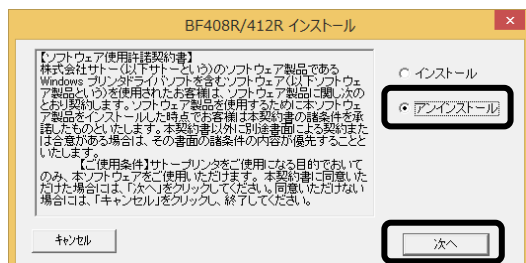 BF408R/412R インストール
【ソフトウェア使用許諾契約書】
株式会社サトー(以下サトーという)のソフトウェア製品である
Windows プリンタドライバソフトを含むソフトウェア(以下ソフトウェ
ア製品という)を使用されたお客様は、ソフトウェア製品に関し次の
とおり契約します。ソフトウェア製品を使用するために本ソフトウェ
ア製品をインストールした時点でお客様は本契約書の諸条件を承
諾したものといたします。本契約書以外に別途書面による契約また
は合意がある場合は、その書面の諸条件の内容が優先することと
いたします。
【ご使用条件】サトープリンタをご使用になる目的でおいて
のみ、本ソフトウェアをご使用いただけます。本契約書に同意いた
だけた場合には、「次へ」をクリックしてください。同意いただけない
場合には、「キャンセル」をクリックし、終了してください。
インストール
アンインストール
キャンセル
次へ